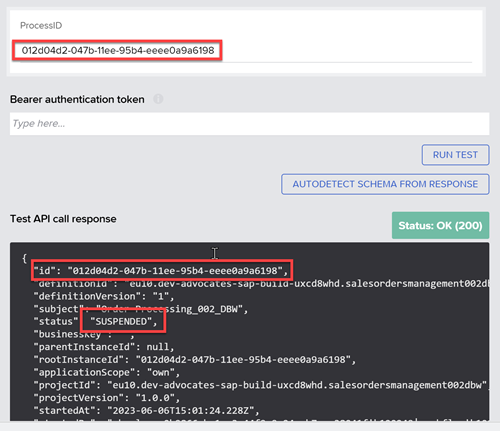 ProcessID
012d04d2-047b-11ee-95b4-eeee0a9a6198
Bearer authentication token
Type here...
RUN TEST
AUTODETECT SCHEMA FROM RESPONSE
Test API call response
Status: OK (200)
{
"id": "012d04d2-047b-11ee-95b4-eeee0a9a6198",
"definitionId": "eu10.dev-advocates-sap-build-uxcd8whd.salesordersmanagement002db
"definitionVersion": "1",
"subject": "Order Processing_002_DBW",
"status": "SUSPENDED",
"businessKey": "",
"parentInstanceId": null,
"rootInstanceId": "012d04d2-047b-11ee-95b4-eeee0a9a6198",
"applicationScope": "own",
"projectId": "eu10.dev-advocates-sap-build-uxcd8whd.salesordersmanagement002dbw",
"projectVersion": "1.0.0",
"startedAt": "2023-06-06T15:01:24.228Z",